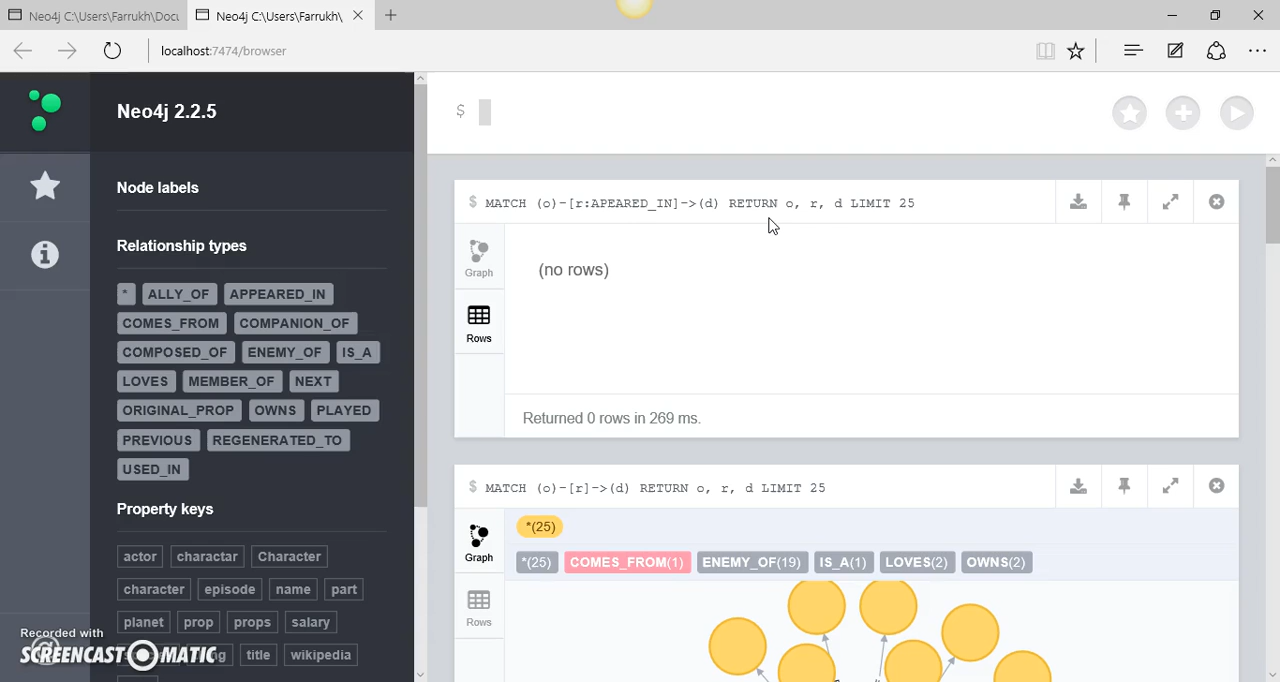 Neo4j C:\Users\Farrukh\Docu
Neo4j C:\Users\Farrukh\
localhost:7474/browser
Neo4j 2.2.5
Node labels
Relationship types
* ALLY_OF APPEARED_IN
COMES_FROM COMPANION_OF
COMPOSED_OF ENEMY_OF IS_A
LOVES MEMBER_OF NEXT
ORIGINAL_PROP OWNS PLAYED
PREVIOUS REGENERATED_TO
USED_IN
Property keys
actor charactar Character
character episode name part
planet prop props salary
title wikipedia
Recorded with
SCREENCAST-O-MATIC
$
$ MATCH (o)-[r:APEARED_IN]->(d) RETURN o, r, d LIMIT 25
Graph
Rows
(no rows)
Returned 0 rows in 269 ms.
$ MATCH (o)-[r]->(d) RETURN o, r, d LIMIT 25
Graph
Rows
*(25)
*(25) COMES_FROM(1) ENEMY_OF(19) IS_A(1) LOVES(2) OWNS(2)